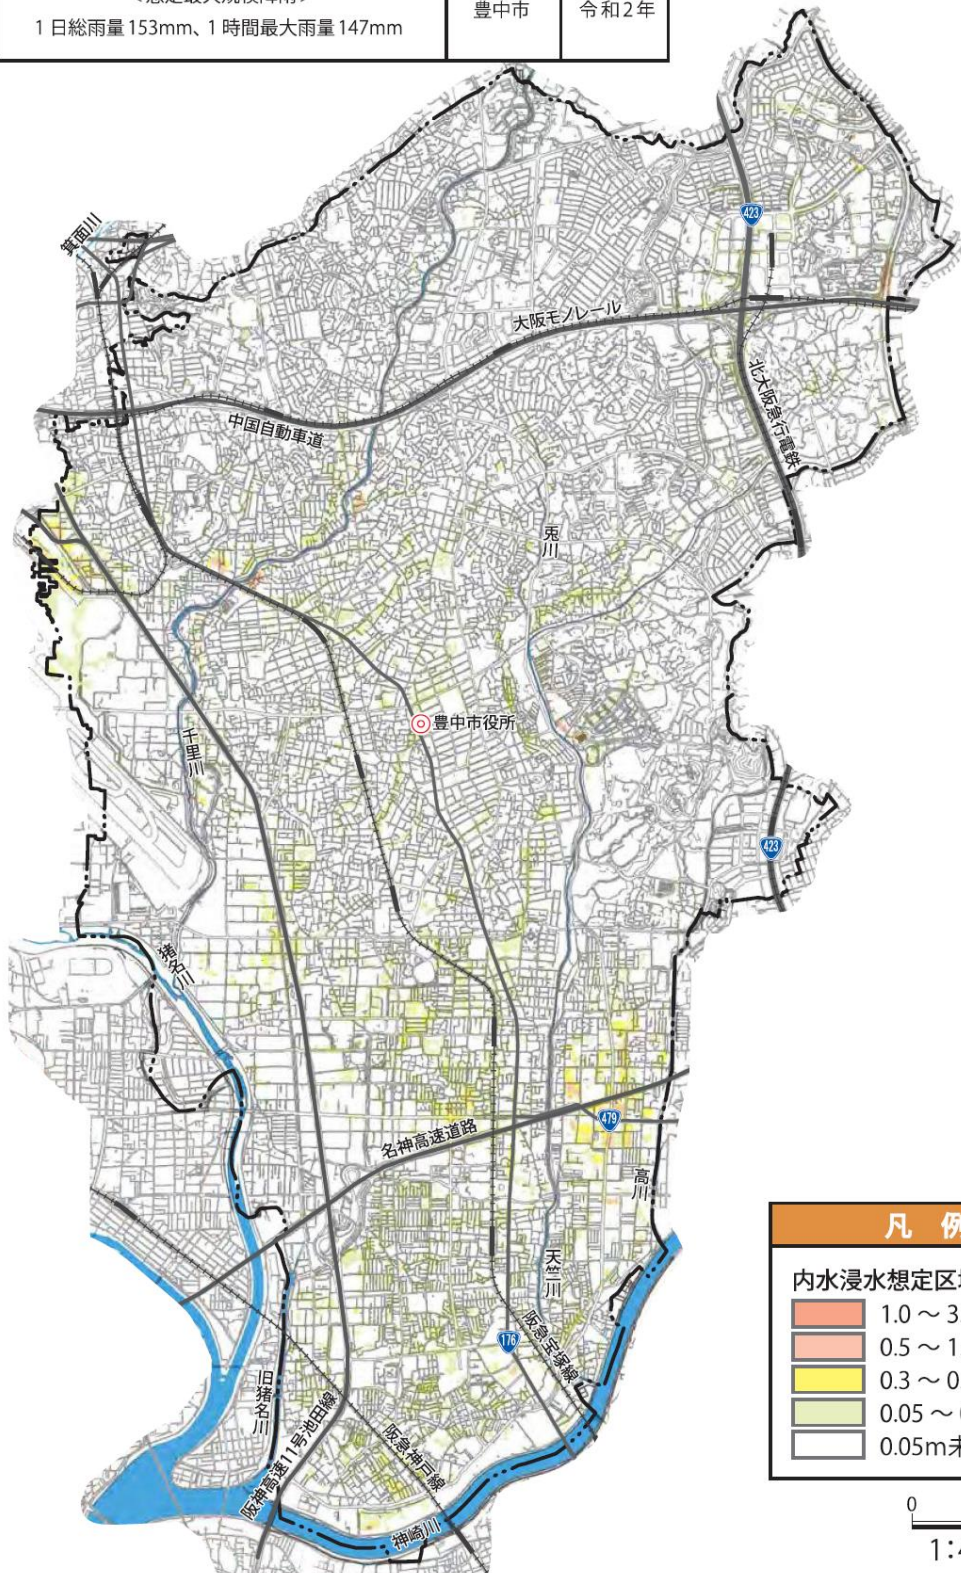 1日総雨量153mm、1時間最大雨量147mm
豊中市
令和2年
箕面川
423
大阪モノレール
中国自動車道
北大阪急行電鉄
兎川
豊中市役所
千里川
423
猪名川
479
名神高速道路
高川
天竺川
176
阪急宝塚線
旧猪名川
阪神高速11号池田線
阪急神戸線
神崎川
凡 例
内水浸水想定区
1.0～3
0.5～1
0.3～0
0.05～
0.05m未
0
1:4